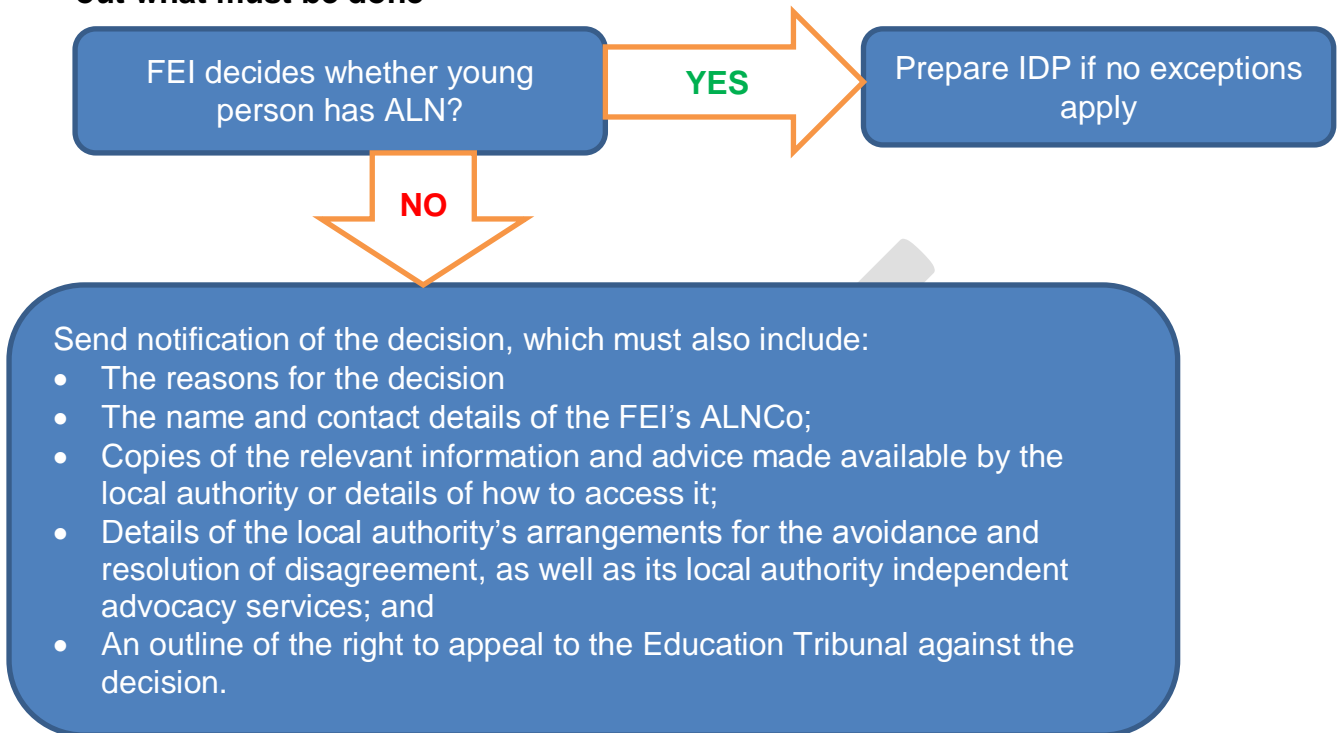 out what must be done
FEI decides whether young
person has ALN?
YES
Prepare IDP if no exceptions
apply
NO
Send notification of the decision, which must also include:
• The reasons for the decision
• The name and contact details of the FEI's ALNCo;
• Copies of the relevant information and advice made available by the
local authority or details of how to access it;
• Details of the local authority's arrangements for the avoidance and
resolution of disagreement, as well as its local authority independent
advocacy services; and
• An outline of the right to appeal to the Education Tribunal against the
decision.